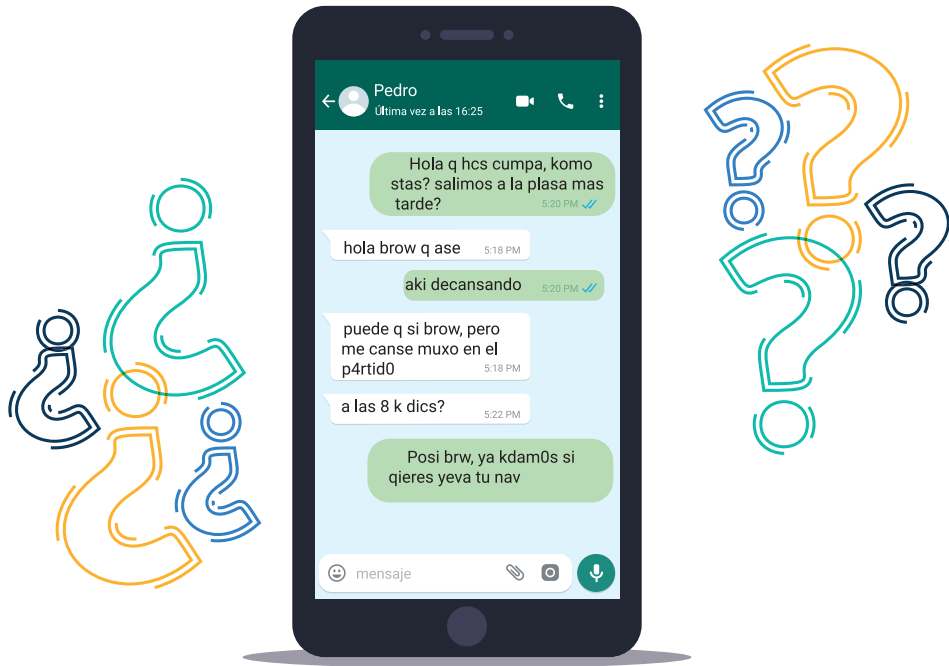 Pedro
Última vez a las 16:25
Hola q hcs cumpa, komo
stas? salimos a la plasa mas
tarde?
5:20 PM
hola brow q ase
5:18 PM
aki decansando
5:20 PM
puede q si brow, pero
me canse muxo en el
p4rtid0
5:18 PM
a las 8 k dics?
5:22 PM
Posi brw, ya kdam0s si
qieres yeva tu nav
mensaje